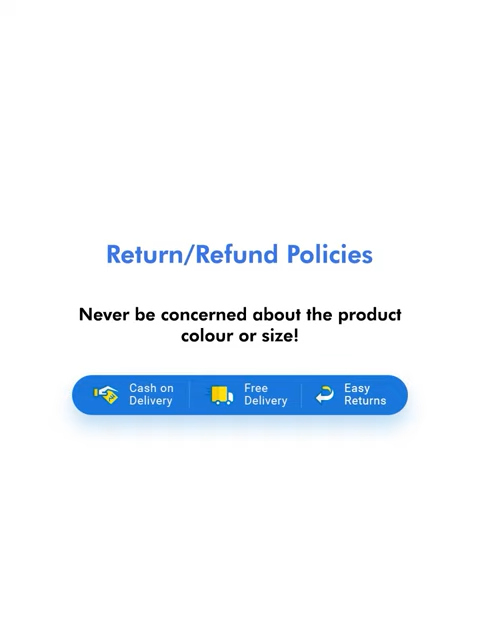 Return/Refund Policies
Never be concerned about the product
colour or size!
Cash on
Delivery
Free
Delivery
Easy
Returns